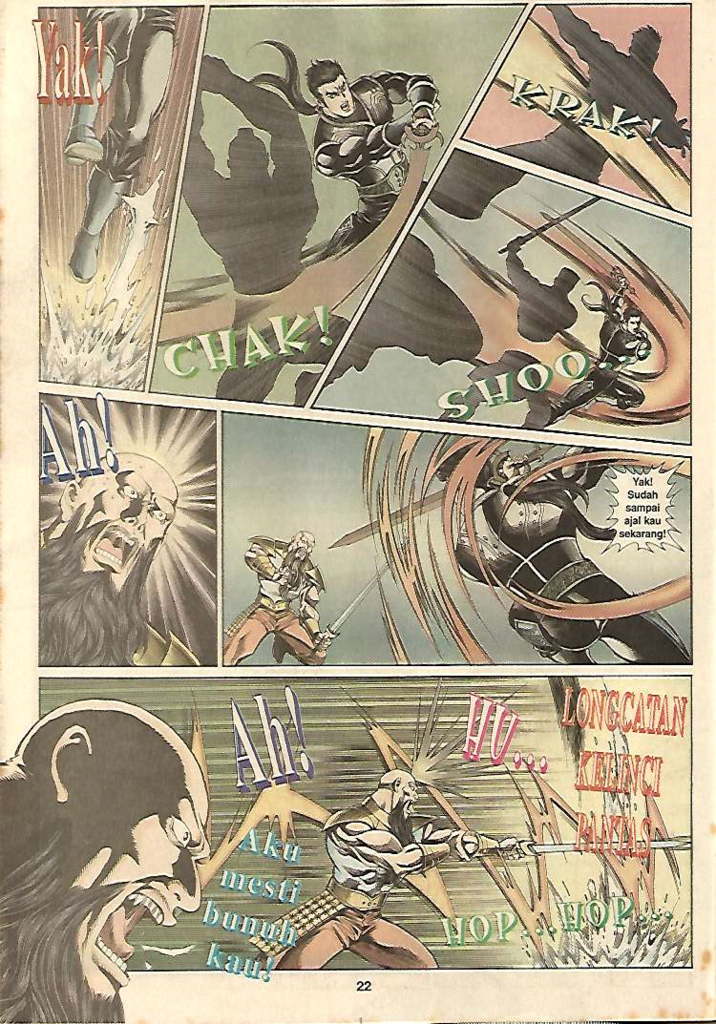 Yak!
CHAK!
KRAK!
SHOO...
Ah!
Yak!
Sudah
sampai
ajal kau
sekarang!
Ah!
Aku
mesti
bunuh
kau!
HU...
HOP...HOP...
LONGCATAN
KELINCI
PANTAS
22